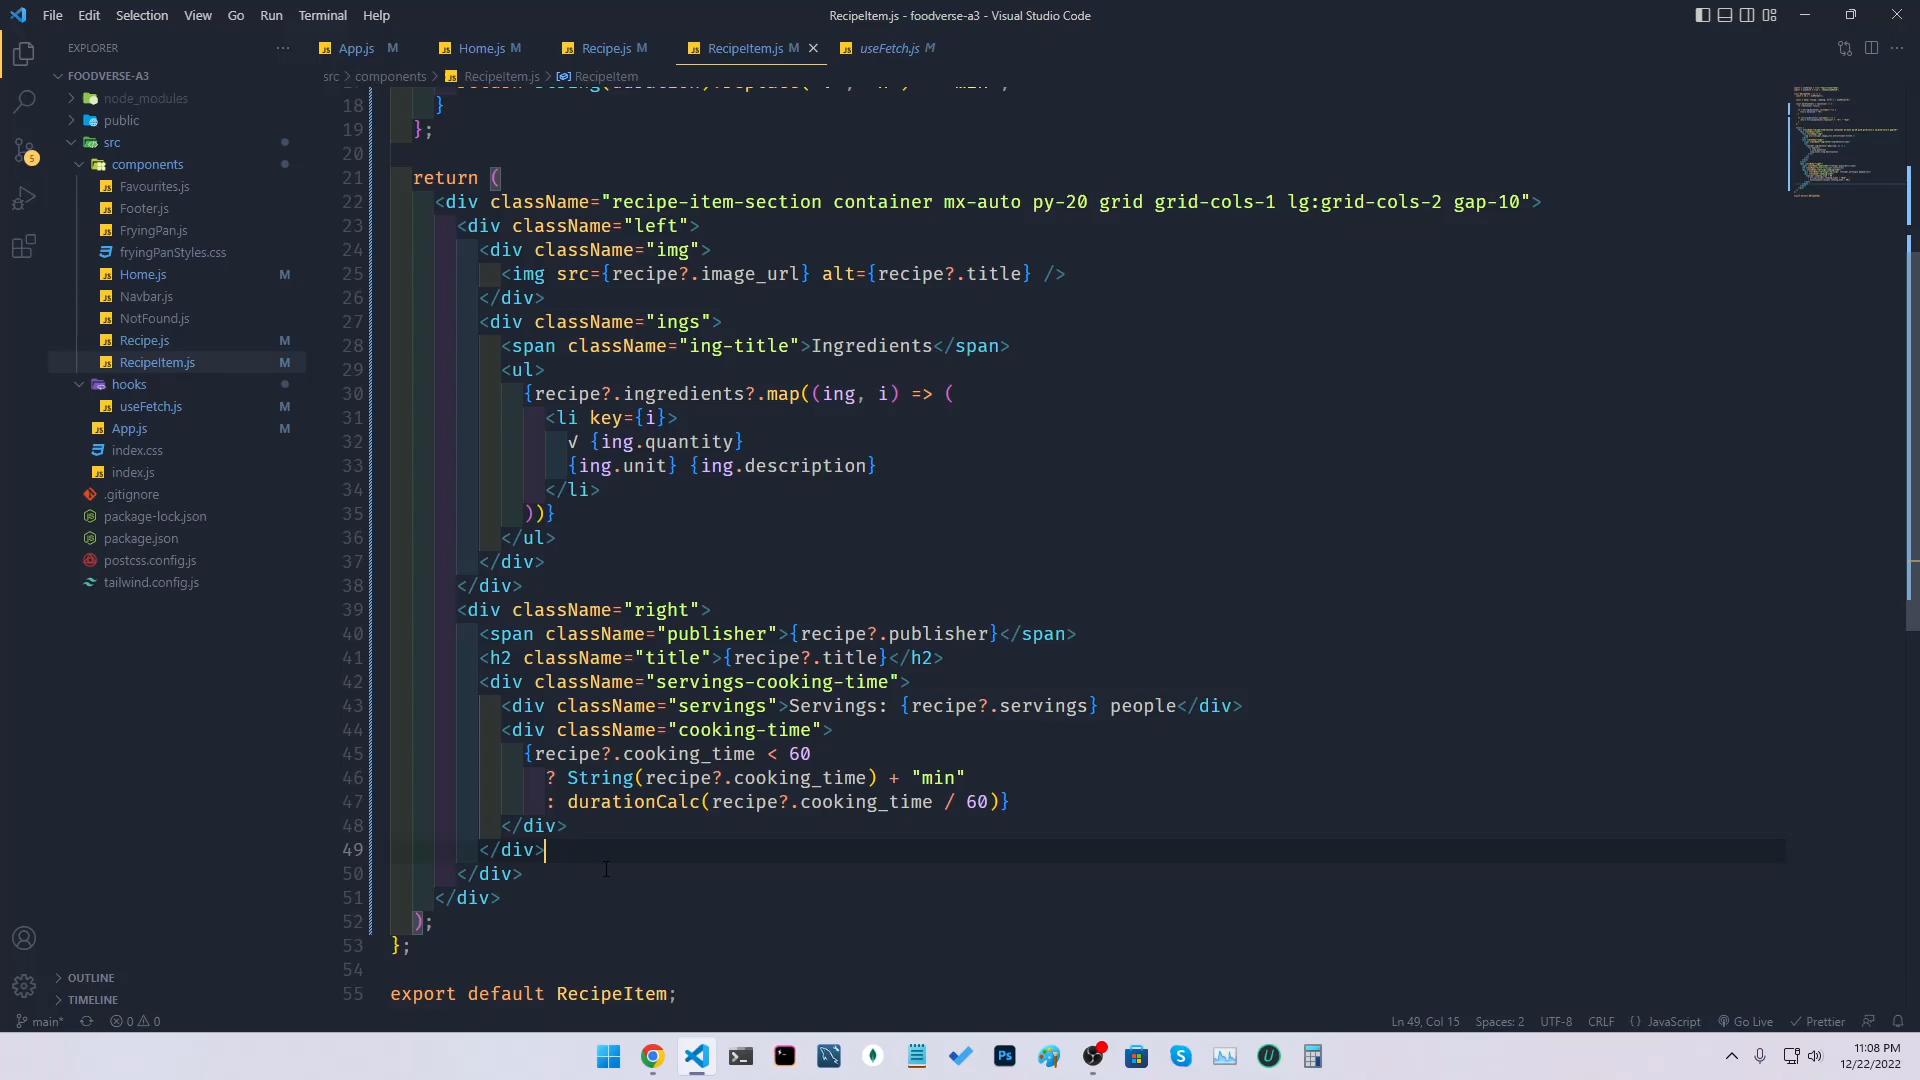 File Edit Selection View Go Run Terminal Help
RecipeItem.js - foodverse-a3 - Visual Studio Code
EXPLORER
App.js M
Home.js M
Recipe.js M
RecipeItem.js M
useFetch.js M
FOODVERSE-A3
src > components > RecipeItem.js > RecipeItem
node_modules
public
src
components
Favourites.js
Footer.js
FryingPan.js
fryingPanStyles.css
Home.js M
Navbar.js
NotFound.js
Recipe.js M
RecipeItem.js M
hooks
useFetch.js M
App.js M
index.css
index.js
.gitignore
package-lock.json
package.json
postcss.config.js
tailwind.config.js
OUTLINE
TIMELINE
5
18 }
19 };
20
21 return (
22 <div className="recipe-item-section container mx-auto py-20 grid grid-cols-1 lg:grid-cols-2 gap-10">
23 <div className="left">
24 <div className="img">
25 <img src={recipe?.image_url} alt={recipe?.title} />
26 </div>
27 <div className="ings">
28 <span className="ing-title">Ingredients</span>
29 <ul>
30 {recipe?.ingredients?.map((ing, i) => (
31 <li key={i}>
32 √ {ing.quantity}
33 {ing.unit} {ing.description}
34 </li>
35 ))}
36 </ul>
37 </div>
38 </div>
39 <div className="right">
40 <span className="publisher">{recipe?.publisher}</span>
41 <h2 className="title">{recipe?.title}</h2>
42 <div className="servings-cooking-time">
43 <div className="servings">Servings: {recipe?.servings} people</div>
44 <div className="cooking-time">
45 {recipe?.cooking_time < 60
46 ? String(recipe?.cooking_time) + "min"
47 : durationCalc(recipe?.cooking_time / 60)}
48 </div>
49 </div>
50 </div>
51 </div>
52 );
53 };
54
55 export default RecipeItem;
main* 0 0
Ln 49, Col 15 Spaces: 2 UTF-8 CRLF {} JavaScript Go Live Prettier
Ps
S
U
11:08 PM
12/22/2022